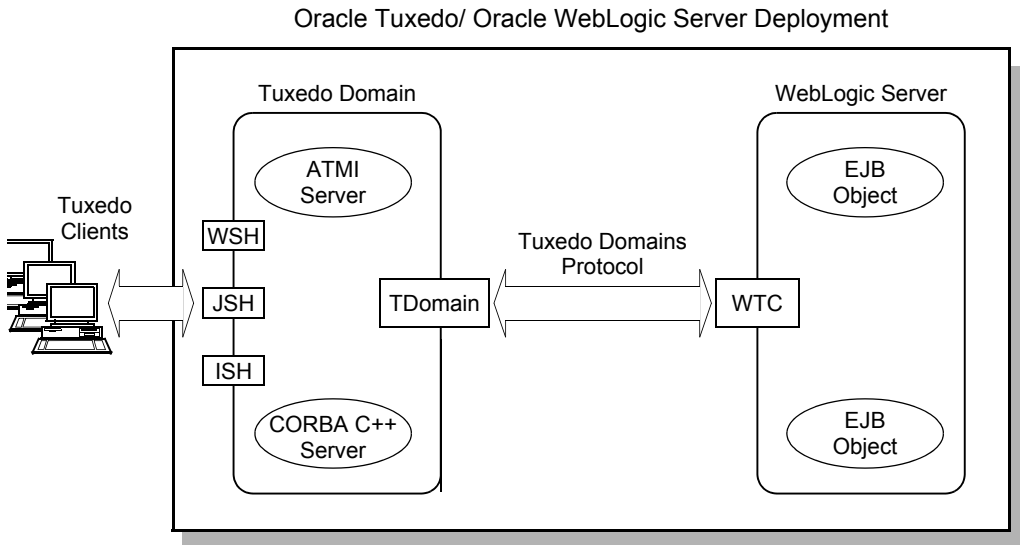 Oracle Tuxedo/ Oracle WebLogic Server Deployment
Tuxedo Domain
WebLogic Server
ATMI
Server
EJB
Object
Tuxedo
Clients
WSH
Tuxedo Domains
Protocol
JSH
TDomain
WTC
ISH
CORBA C++
Server
EJB
Object